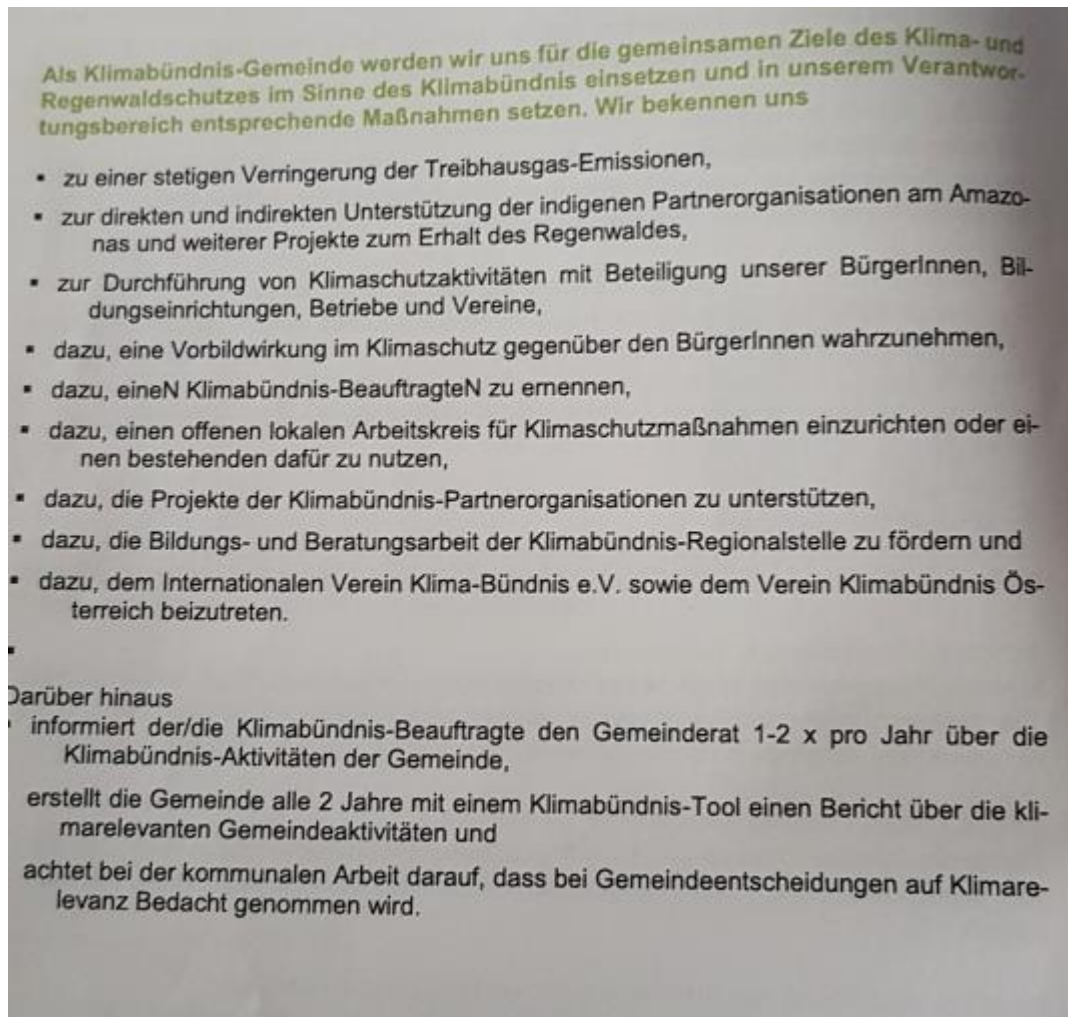 Als Klimabündnis-Gemeinde werden wir uns für die gemeinsamen Ziele des Klima- und
Regenwaldschutzes im Sinne des Klimabündnis einsetzen und in unserem Verantwor-
tungsbereich entsprechende Maßnahmen setzen. Wir bekennen uns
▪ zu einer stetigen Verringerung der Treibhausgas-Emissionen,
▪ zur direkten und indirekten Unterstützung der indigenen Partnerorganisationen am Amazo-
nas und weiterer Projekte zum Erhalt des Regenwaldes,
▪ zur Durchführung von Klimaschutzaktivitäten mit Beteiligung unserer BürgerInnen, Bil-
dungseinrichtungen, Betriebe und Vereine,
▪ dazu, eine Vorbildwirkung im Klimaschutz gegenüber den BürgerInnen wahrzunehmen,
▪ dazu, eineN Klimabündnis-BeauftragteN zu ernennen,
▪ dazu, einen offenen lokalen Arbeitskreis für Klimaschutzmaßnahmen einzurichten oder ei-
nen bestehenden dafür zu nutzen,
▪ dazu, die Projekte der Klimabündnis-Partnerorganisationen zu unterstützen,
▪ dazu, die Bildungs- und Beratungsarbeit der Klimabündnis-Regionalstelle zu fördern und
▪ dazu, dem Internationalen Verein Klima-Bündnis e.V. sowie dem Verein Klimabündnis Ös-
terreich beizutreten.
▪
Darüber hinaus
▪ informiert der/die Klimabündnis-Beauftragte den Gemeinderat 1-2 x pro Jahr über die
Klimabündnis-Aktivitäten der Gemeinde,
erstellt die Gemeinde alle 2 Jahre mit einem Klimabündnis-Tool einen Bericht über die kli-
marelevanten Gemeindeaktivitäten und
achtet bei der kommunalen Arbeit darauf, dass bei Gemeindeentscheidungen auf Klimare-
levanz Bedacht genommen wird.